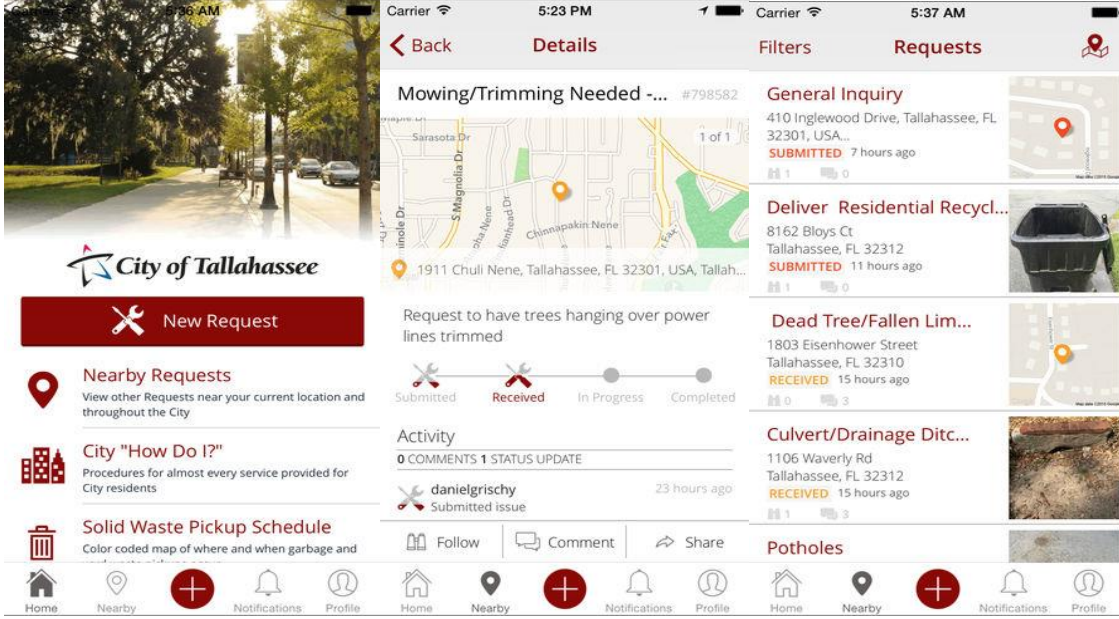 Carrier
5:36 AM
City of Tallahassee
New Request
Nearby Requests
View other Requests near your current location and
throughout the City
City "How Do I?"
Procedures for almost every service provided for
City residents
Solid Waste Pickup Schedule
Color coded map of where and when garbage and
Home
Nearby
Notifications
Profile
Carrier
5:23 PM
Back
Details
Mowing/Trimming Needed -... #798582
Sarasota Dr
1 of 1
S Magnolia Dr
Chinnapakin Nene
1911 Chuli Nene, Tallahassee, FL 32301, USA, Tallah...
Request to have trees hanging over power
lines trimmed
Submitted Received In Progress Completed
Activity
0 COMMENTS 1 STATUS UPDATE
danielgrischy 23 hours ago
Submitted issue
Follow Comment Share
Home Nearby Notifications Profile
Carrier
5:37 AM
Filters Requests
General Inquiry
410 Inglewood Drive, Tallahassee, FL
32301, USA...
SUBMITTED 7 hours ago
1 0
Deliver Residential Recycl...
8162 Bloys Ct
Tallahassee, FL 32312
SUBMITTED 11 hours ago
1 0
Dead Tree/Fallen Lim...
1803 Eisenhower Street
Tallahassee, FL 32310
RECEIVED 15 hours ago
0 3
Culvert/Drainage Ditc...
1106 Waverly Rd
Tallahassee, FL 32312
RECEIVED 15 hours ago
1 3
Potholes
Home Nearby Notifications Profile